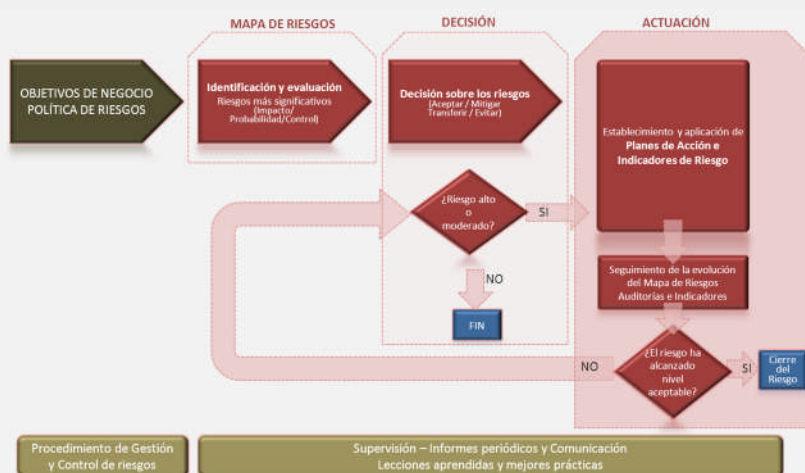 MAPA DE RIESGOS
DECISIÓN
ACTUACIÓN
OBJETIVOS DE NEGOCIO
POLÍTICA DE RIESGOS
Identificación y evaluación
Riesgos más significativos
(Impacto/
Probabilidad/Control)
Decisión sobre los riesgos
(Aceptar / Mitigar
Transferir / Evitar)
Establecimiento y aplicación de
Planes de Acción e
Indicadores de Riesgo
¿Riesgo alto
o
moderado?
SI
NO
FIN
Seguimiento de la evolución
del Mapa de Riesgos
Auditorías e Indicadores
¿El riesgo ha
alcanzado
nivel
aceptable?
NO
SI
Cierre
del
Riesgo
Procedimiento de Gestión
y Control de riesgos
Supervisión – Informes periódicos y Comunicación
Lecciones aprendidas y mejores prácticas